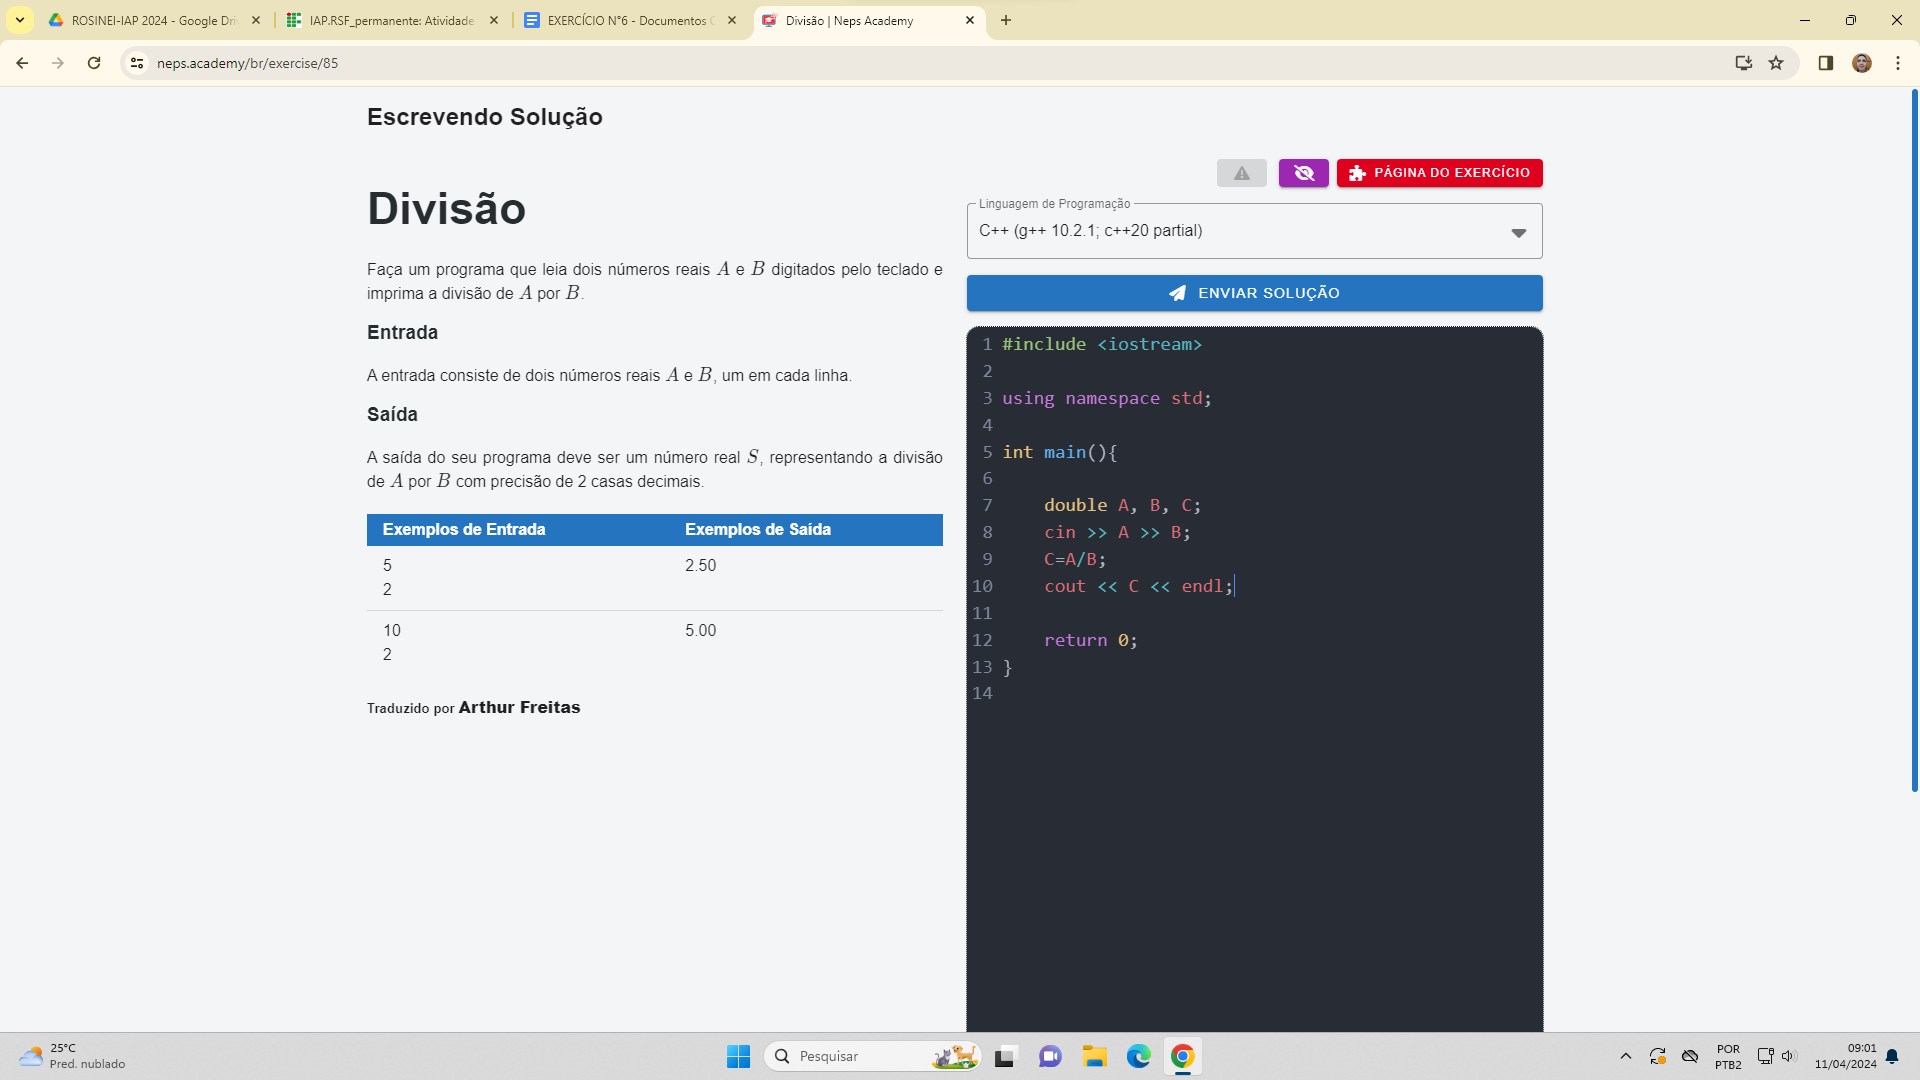 ROSINEI-IAP 2024 - Google Dri
IAP.RSF_permanente: Atividade
EXERCÍCIO N°6 - Documentos G
Divisão | Neps Academy
neps.academy/br/exercise/85
Escrevendo Solução
Divisão
Faça um programa que leia dois números reais A e B digitados pelo teclado e
imprima a divisão de A por B.
Entrada
A entrada consiste de dois números reais A e B, um em cada linha.
Saída
A saída do seu programa deve ser um número real S, representando a divisão
de A por B com precisão de 2 casas decimais.
Exemplos de Entrada Exemplos de Saída
5 2.50
2
10 5.00
2
Traduzido por Arthur Freitas
PÁGINA DO EXERCÍCIO
Linguagem de Programação
C++ (g++ 10.2.1; c++20 partial)
ENVIAR SOLUÇÃO
1 #include <iostream>
2
3 using namespace std;
4
5 int main(){
6
7 double A, B, C;
8 cin >> A >> B;
9 C=A/B;
10 cout << C << endl;
11
12 return 0;
13 }
14
25°C
Pred. nublado
Pesquisar
POR
PTB2
09:01
11/04/2024